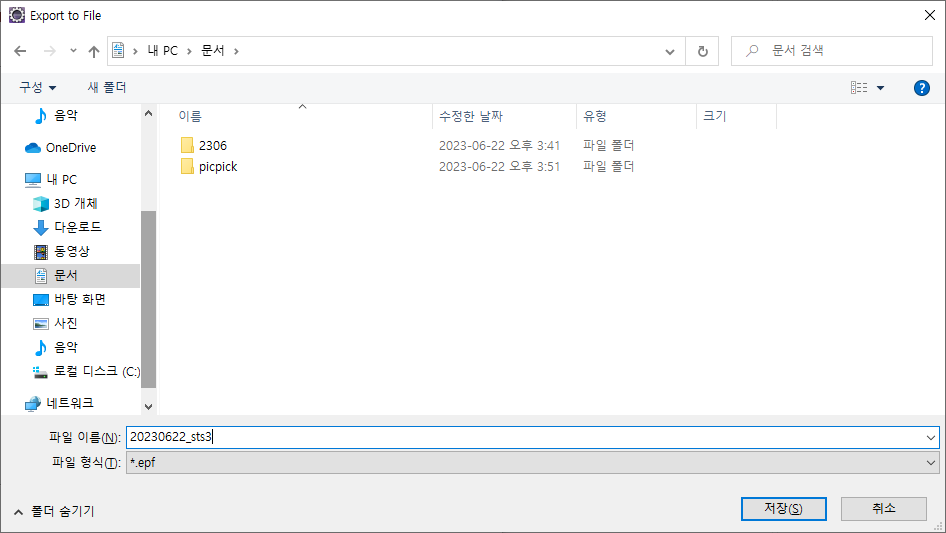 Export to File
내 PC
문서
문서 검색
구성
새 폴더
이름
수정한 날짜
유형
크기
음악
OneDrive
내 PC
3D 개체
다운로드
동영상
문서
바탕 화면
사진
음악
로컬 디스크 (C:)
네트워크
2306 2023-06-22 오후 3:41 파일 폴더
picpick 2023-06-22 오후 3:51 파일 폴더
파일 이름(N): 20230622_sts3
파일 형식(T): *.epf
폴더 숨기기
저장(S)
취소